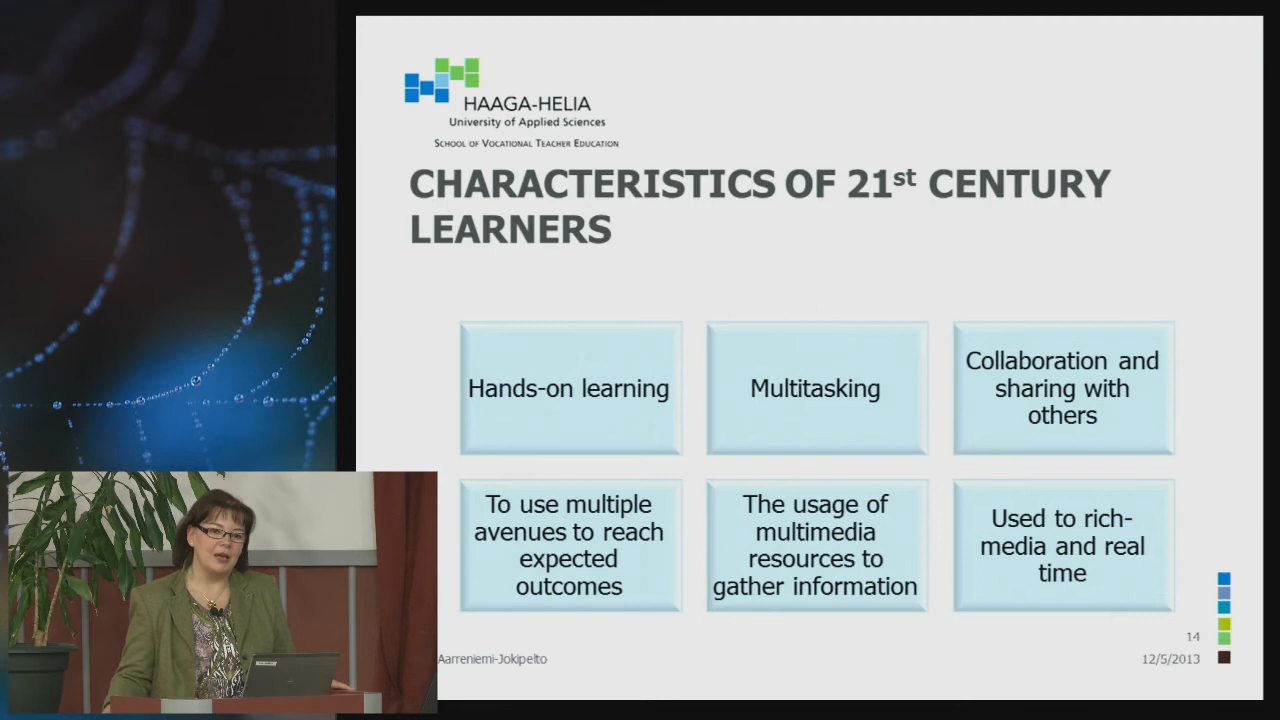 HAAGA-HELIA
University of Applied Sciences
SCHOOL OF VOCATIONAL TEACHER EDUCATION
CHARACTERISTICS OF 21st CENTURY
LEARNERS
Hands-on learning
Multitasking
Collaboration and
sharing with
others
To use multiple
avenues to reach
expected
outcomes
The usage of
multimedia
resources to
gather information
Used to rich-
media and real
time
14
Aarreniemi-Jokipelto
12/5/2013